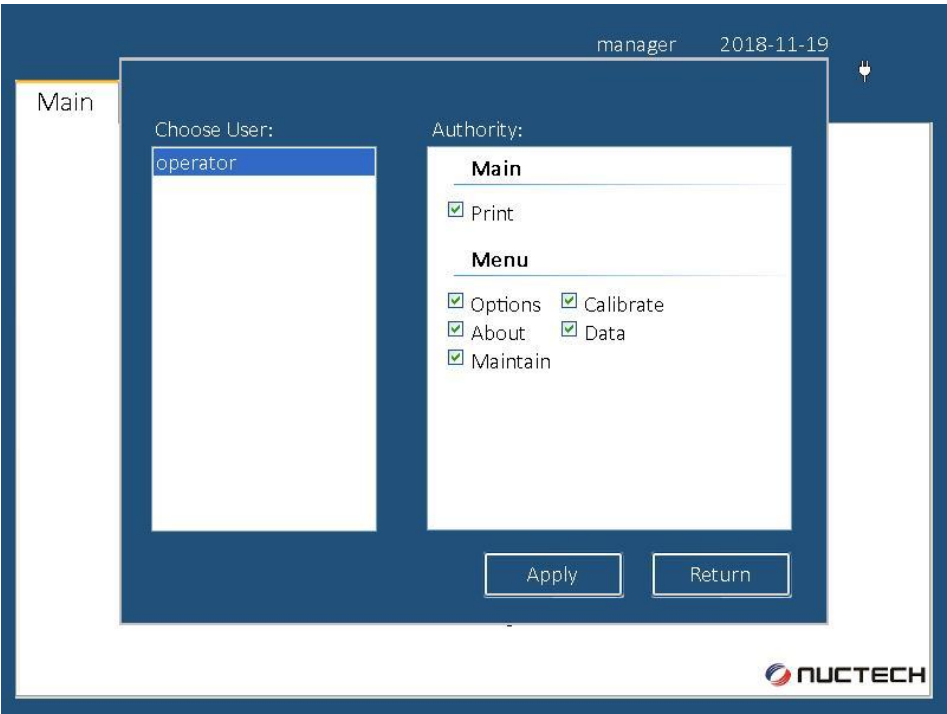 manager 2018-11-19
Main
Choose User:
operator
Authority:
Main
Print
Menu
Options Calibrate
About Data
Maintain
Apply Return
NUCTECH